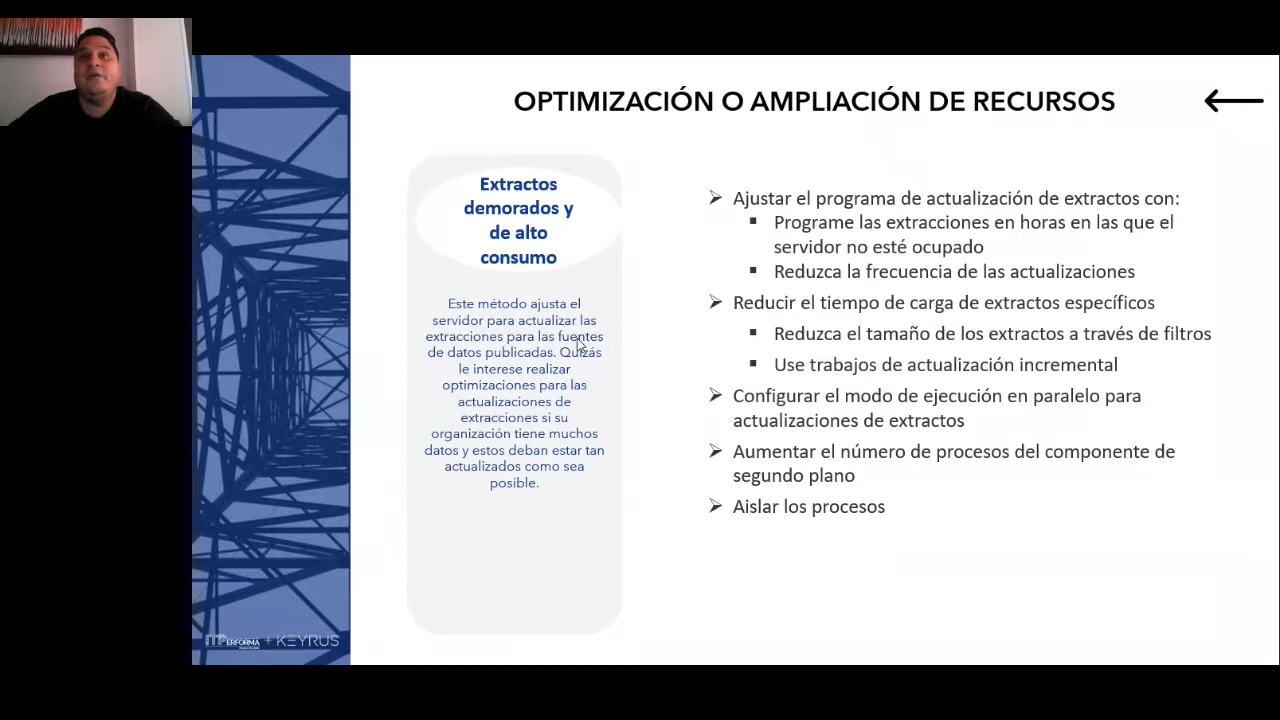 OPTIMIZACIÓN O AMPLIACIÓN DE RECURSOS
Extractos
demorados y
de alto
consumo
Este método ajusta el
servidor para actualizar las
extracciones para las fuentes
de datos publicadas. Quizás
le interese realizar
optimizaciones para las
actualizaciones de
extracciones si su
organización tiene muchos
datos y estos deban estar tan
actualizados como sea
posible.
➢ Ajustar el programa de actualización de extractos con:
▪ Programe las extracciones en horas en las que el
servidor no esté ocupado
▪ Reduzca la frecuencia de las actualizaciones
➢ Reducir el tiempo de carga de extractos específicos
▪ Reduzca el tamaño de los extractos a través de filtros
▪ Use trabajos de actualización incremental
➢ Configurar el modo de ejecución en paralelo para
actualizaciones de extractos
➢ Aumentar el número de procesos del componente de
segundo plano
➢ Aislar los procesos
+ KEYRUS